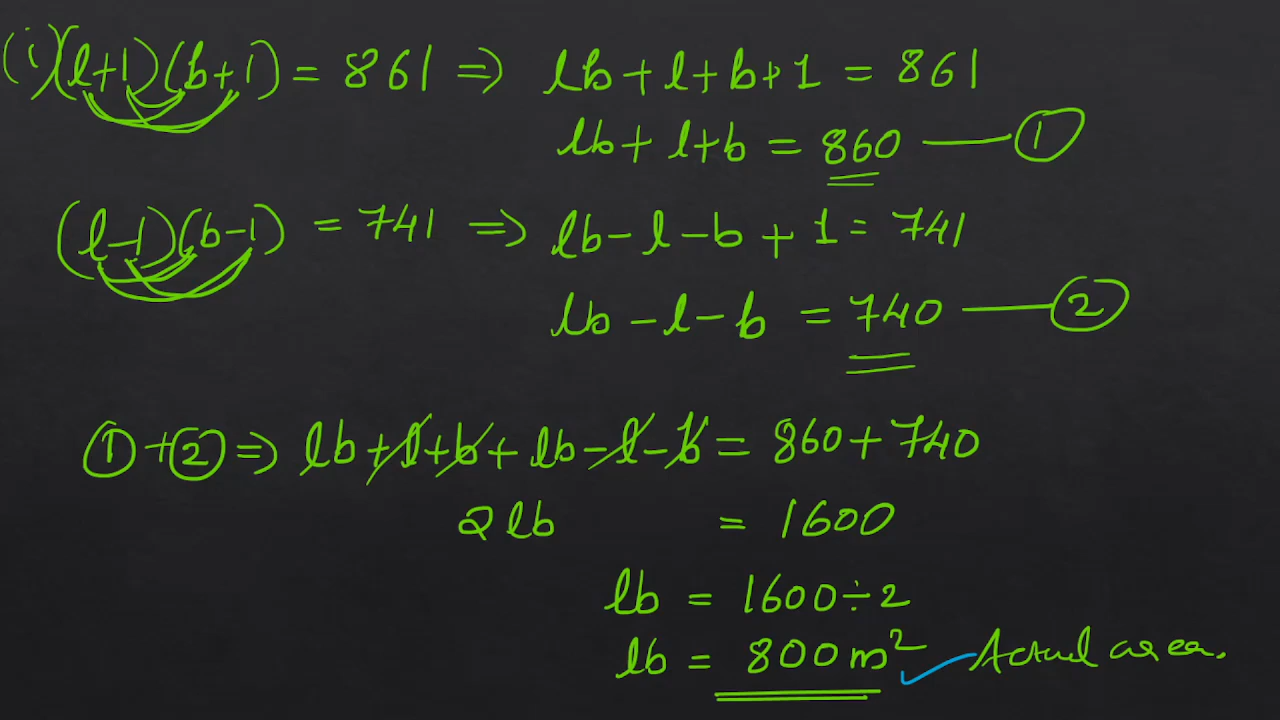 (i) (l+1)(b+1) = 861 ⇒ lb + l + b + 1 = 861
lb + l + b = 860 —— ①
(l-1)(b-1) = 741 ⇒ lb - l - b + 1 = 741
lb - l - b = 740 —— ②
① + ② ⇒ lb + l + b + lb - l - b = 860 + 740
2lb = 1600
lb = 1600 ÷ 2
lb = 800 m² Actual area.